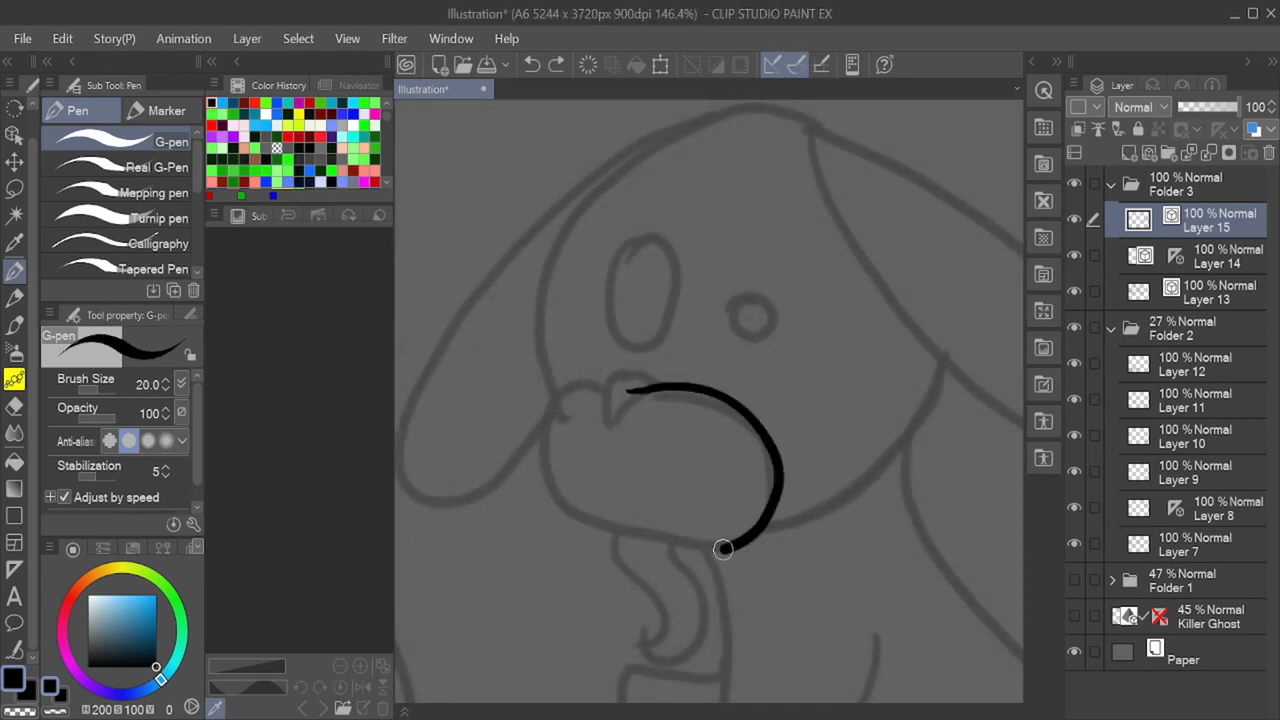 Illustration* (A6 5244 x 3720px 900dpi 146.4%) - CLIP STUDIO PAINT EX
File Edit Story(P) Animation Layer Select View Filter Window Help
Sub Tool: Pen
Color History
Navigator
Illustration*
Layer
Pen
Marker
Normal
100
G-pen
Real G-Pen
Mapping pen
Turnip pen
Calligraphy
Tapered Pen
Sub
Tool property: G-pe
G-pen
Brush Size 20.0
Opacity 100
Anti-alias
Stabilization 5
Adjust by speed
H 200 S 100 V 0
100 % Normal
Folder 3
100 % Normal
Layer 15
100 % Normal
Layer 14
100 % Normal
Layer 13
27 % Normal
Folder 2
100 % Normal
Layer 12
100 % Normal
Layer 11
100 % Normal
Layer 10
100 % Normal
Layer 9
100 % Normal
Layer 8
100 % Normal
Layer 7
47 % Normal
Folder 1
45 % Normal
Killer Ghost
Paper